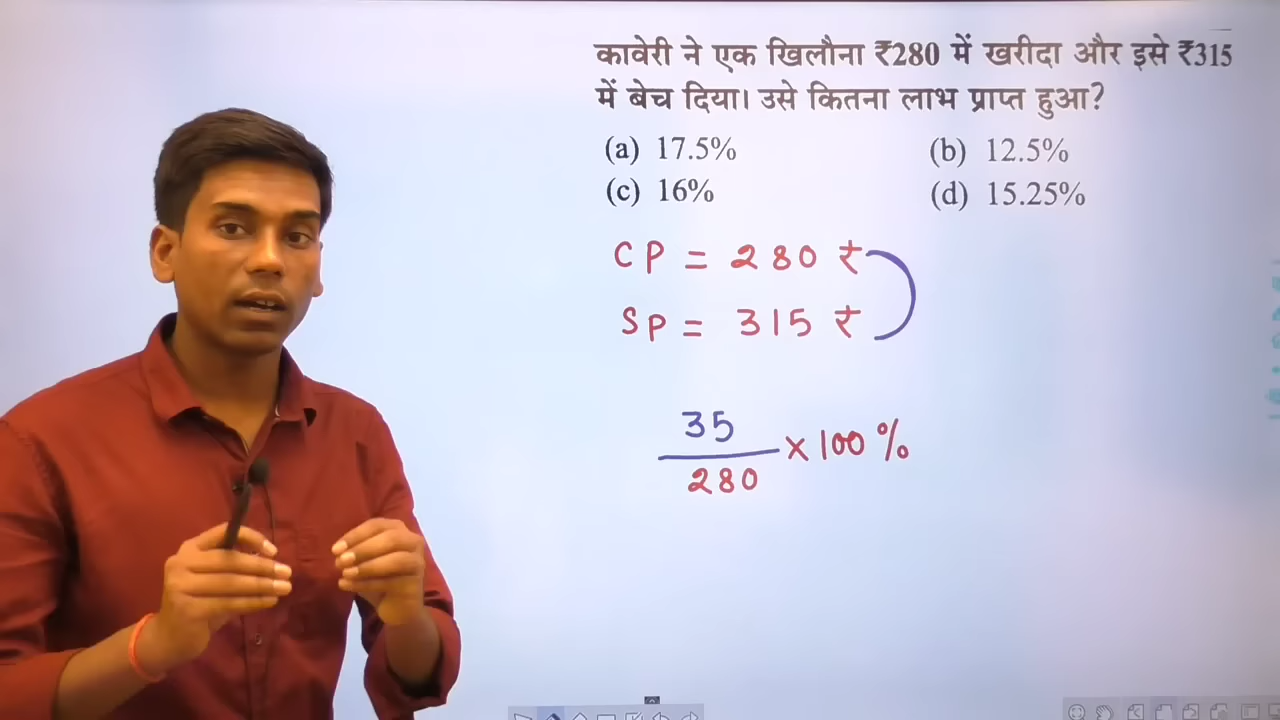 कावेरी ने एक खिलौना ₹280 में खरीदा और इसे ₹315
में बेच दिया। उसे कितना लाभ प्राप्त हुआ?
(a) 17.5% (b) 12.5%
(c) 16% (d) 15.25%
CP = 280 ₹
SP = 315 ₹
35
280
× 100 %